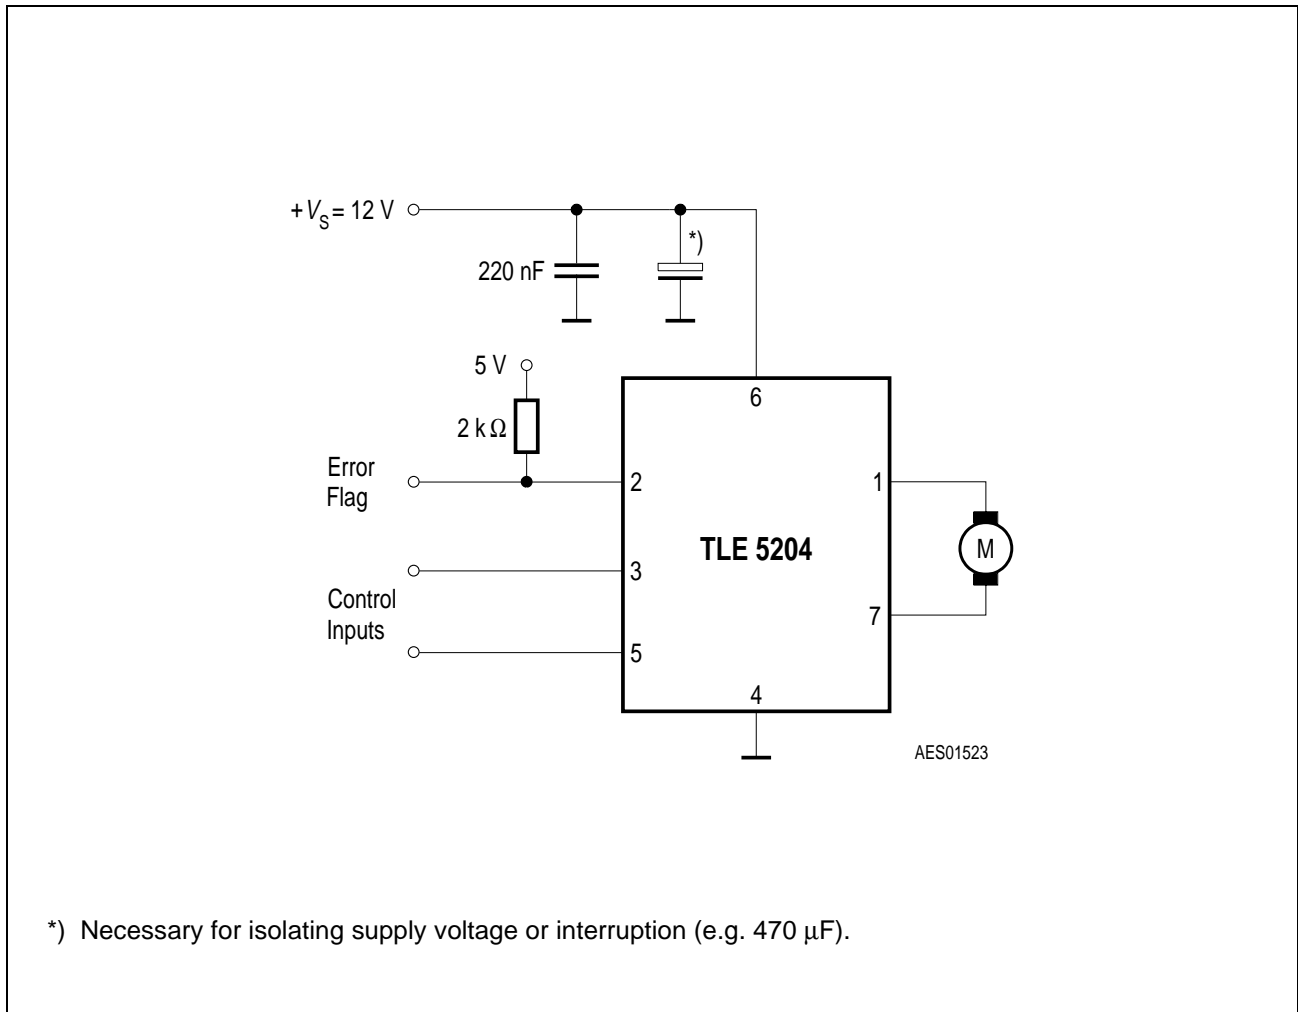 +VS = 12 V
*)
220 nF
5 V
6
2 k Ω
Error
Flag
2
1
TLE 5204
M
3
Control
Inputs
7
5
4
AES01523
*) Necessary for isolating supply voltage or interruption (e.g. 470 μF).